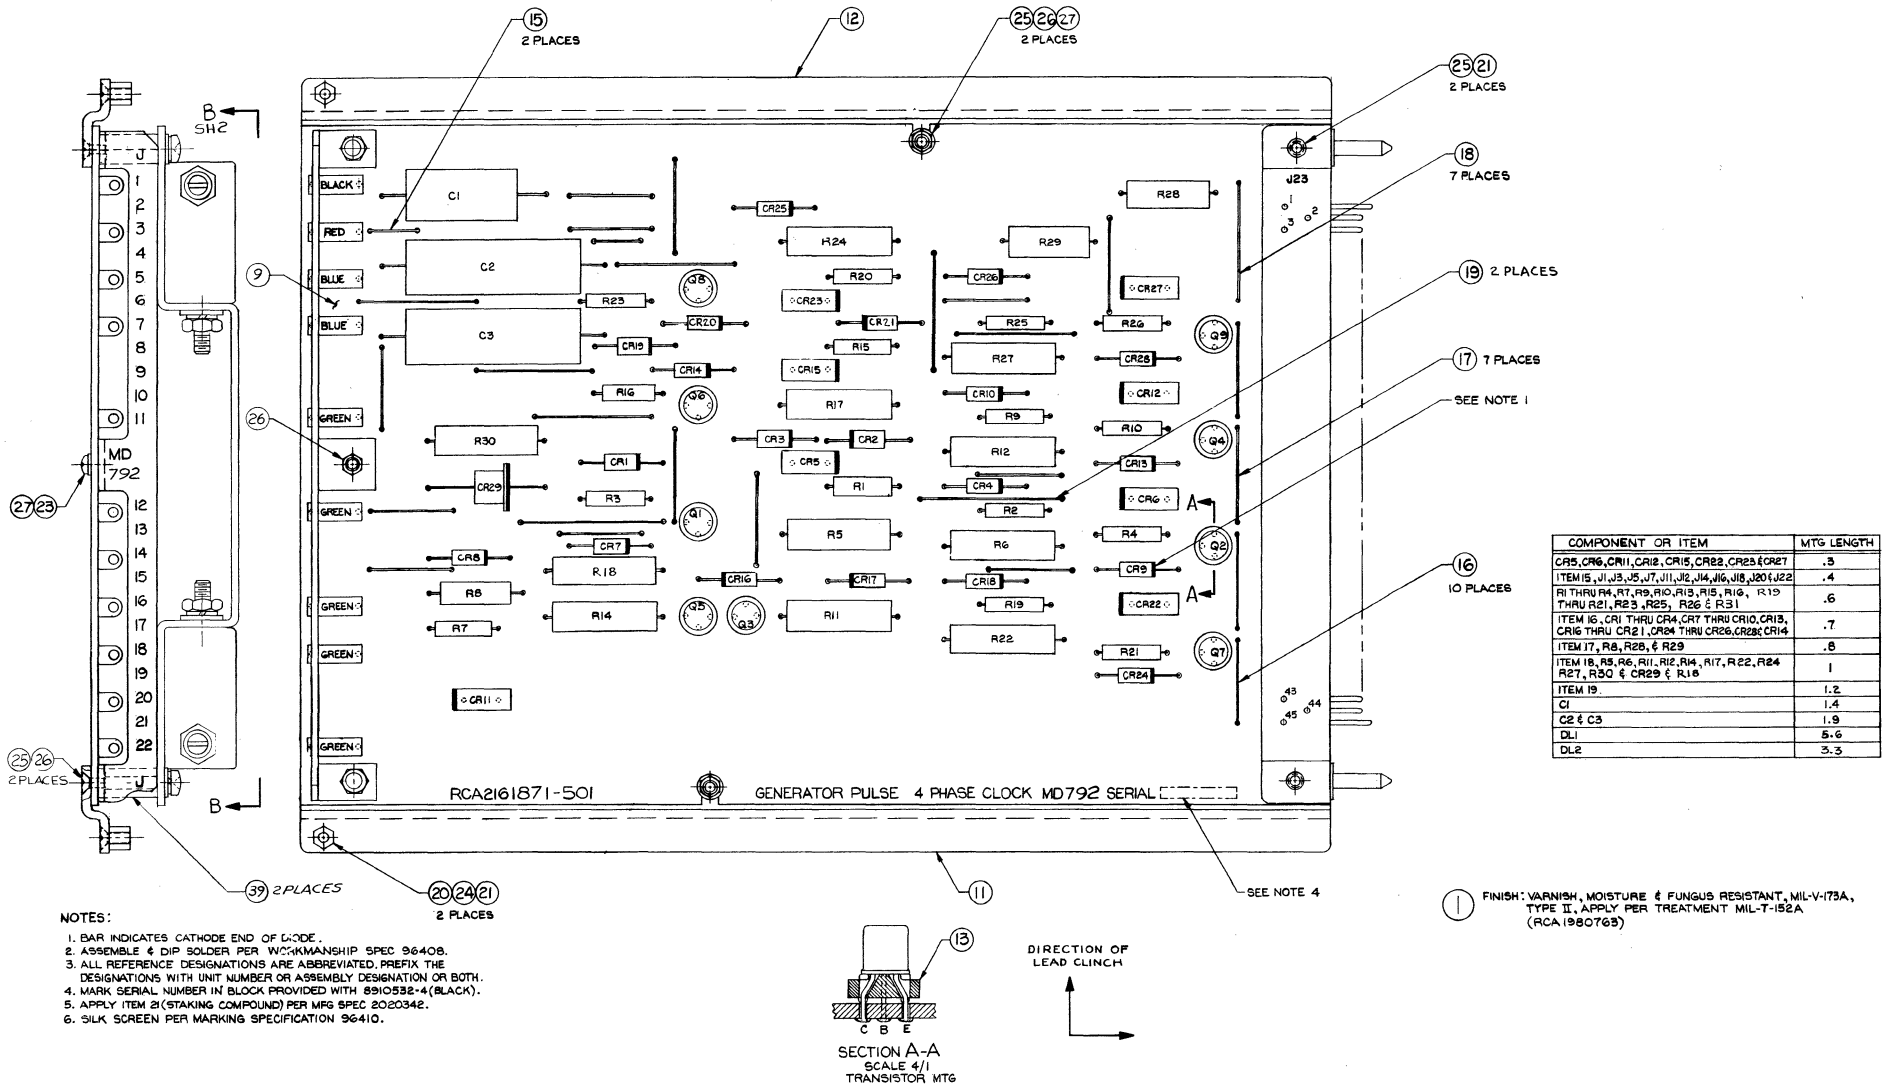 15
2 PLACES
12
25 26 27
2 PLACES
25 21
2 PLACES
18
7 PLACES
19 2 PLACES
17 7 PLACES
SEE NOTE 1
16
10 PLACES
B
SH2
J
1
2
3
4
5
6
7
8
9
10
11
MD
792
12
13
14
15
16
17
18
19
20
21
22
J
B
27 23
25 26
2 PLACES
39 2 PLACES
9
26
20 24 21
2 PLACES
11
SEE NOTE 4
BLACK
RED
BLUE
BLUE
GREEN
GREEN
GREEN
GREEN
GREEN
C1
C2
C3
R23
CR19
CR20
CR14
R16
Q8
Q6
R30
CR29
CR1
R3
Q1
CR7
CR8
R18
R8
R14
R7
Q5
Q3
CR11
CR25
R24
R20
CR23
CR21
R15
CR15
R17
CR3
CR2
CR5
R1
R5
CR16
CR17
R11
R28
R29
CR26
CR27
R25
R26
Q9
R27
CR28
CR10
CR12
R9
R10
Q4
R12
CR13
CR4
CR6
R2
A
R4
Q2
R6
CR9
CR18
CR22
A
R19
R22
R21
Q7
CR24
J23
1
2
3
43
44
45
RCA2161871-501
GENERATOR PULSE 4 PHASE CLOCK MD792 SERIAL
COMPONENT OR ITEM MTG LENGTH
CR5,CR6,CR11,CR12,CR15,CR22,CR23 & CR27 .3
ITEM 15,J1,J3,J5,J7,J11,J12,J14,J16,J18,J20 & J22 .4
R1 THRU R4,R7,R9,R10,R13,R15,R16, R19
THRU R21,R23,R25, R26 & R31 .6
ITEM 16,CR1 THRU CR4,CR7 THRU CR10,CR13,
CR16 THRU CR21,CR24 THRU CR26,CR28 & CR14 .7
ITEM 17,R8,R28, & R29 .8
ITEM 18,R5,R6,R11,R12,R14,R17,R22,R24
R27,R30 & CR29 & R18 1
ITEM 19. 1.2
C1 1.4
C2 & C3 1.9
DL1 5.6
DL2 3.3
1 FINISH: VARNISH, MOISTURE & FUNGUS RESISTANT, MIL-V-173A,
TYPE II, APPLY PER TREATMENT MIL-T-152A
(RCA 1980763)
NOTES:
1. BAR INDICATES CATHODE END OF DIODE.
2. ASSEMBLE & DIP SOLDER PER WORKMANSHIP SPEC 96408.
3. ALL REFERENCE DESIGNATIONS ARE ABBREVIATED. PREFIX THE
DESIGNATIONS WITH UNIT NUMBER OR ASSEMBLY DESIGNATION OR BOTH.
4. MARK SERIAL NUMBER IN BLOCK PROVIDED WITH 8910532-4(BLACK).
5. APPLY ITEM 21 (STAKING COMPOUND) PER MFG SPEC 2020342.
6. SILK SCREEN PER MARKING SPECIFICATION 96410.
13
C B E
SECTION A-A
SCALE 4/1
TRANSISTOR MTG
DIRECTION OF
LEAD CLINCH